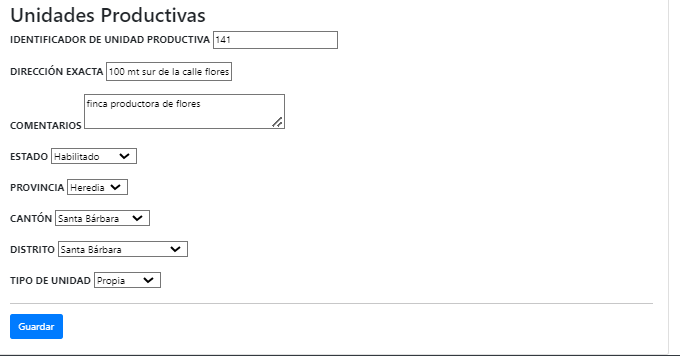 Unidades Productivas
IDENTIFICADOR DE UNIDAD PRODUCTIVA 141
DIRECCIÓN EXACTA 100 mt sur de la calle flores
COMENTARIOS finca productora de flores
ESTADO Habilitado
PROVINCIA Heredia
CANTÓN Santa Bárbara
DISTRITO Santa Bárbara
TIPO DE UNIDAD Propia
Guardar